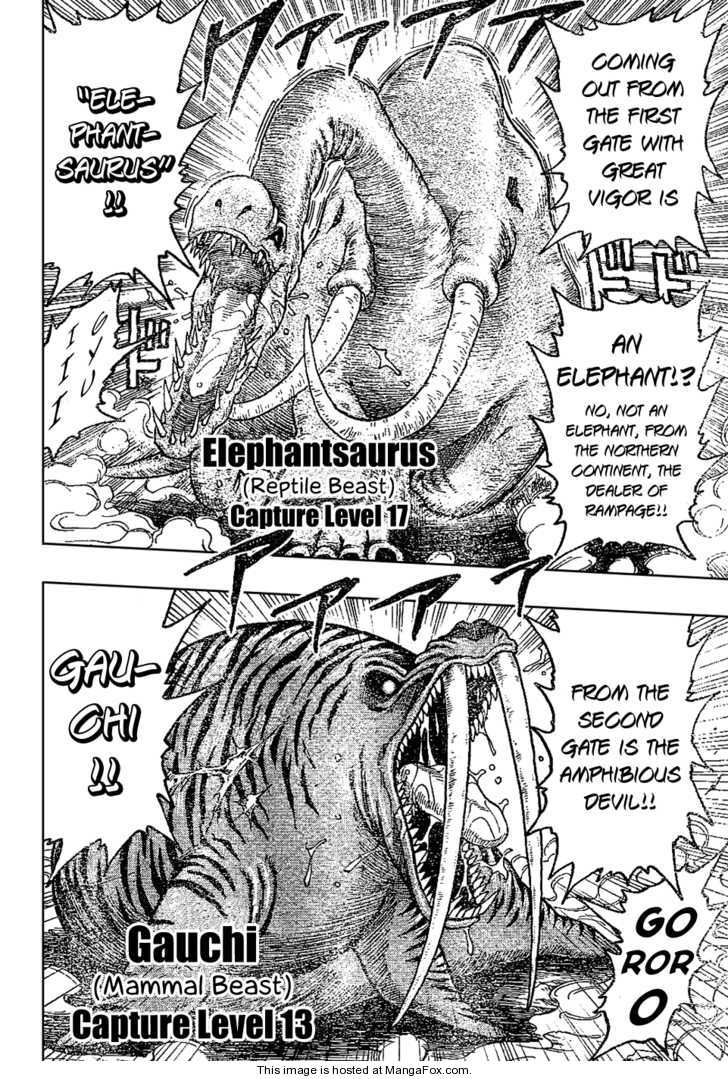 COMING
OUT FROM
THE FIRST
GATE WITH
GREAT
VIGOR IS
"ELE-
PHANT-
SAURUS"
!!
AN
ELEPHANT!?
NO, NOT AN
ELEPHANT, FROM
THE NORTHERN
CONTINENT, THE
DEALER OF
RAMPAGE!!
Elephantsaurus
(Reptile Beast)
Capture Level 17
FROM THE
SECOND
GATE IS THE
AMPHIBIOUS
DEVIL!!
GAU-
CHI
!!
GO
ROR
O
Gauchi
(Mammal Beast)
Capture Level 13
This image is hosted at MangaFox.com.